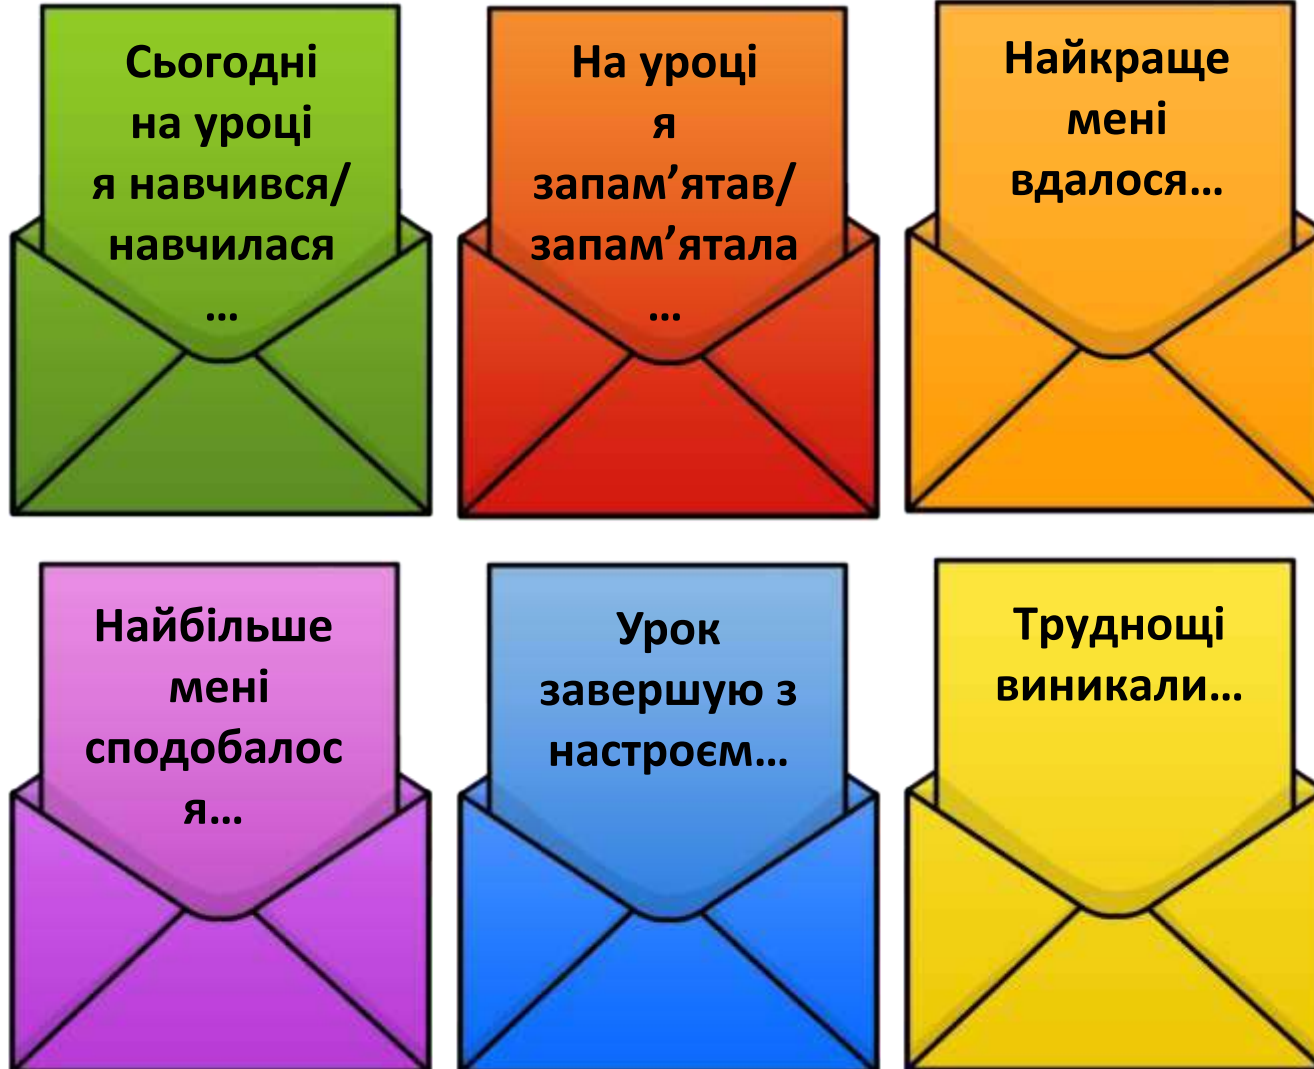 Сьогодні
на уроці
я навчився/
навчилася
...
На уроці
я
запам’ятав/
запам’ятала
...
Найкраще
мені
вдалося...
Найбільше
мені
сподобалос
я...
Урок
завершую з
настроєм...
Труднощі
виникали...